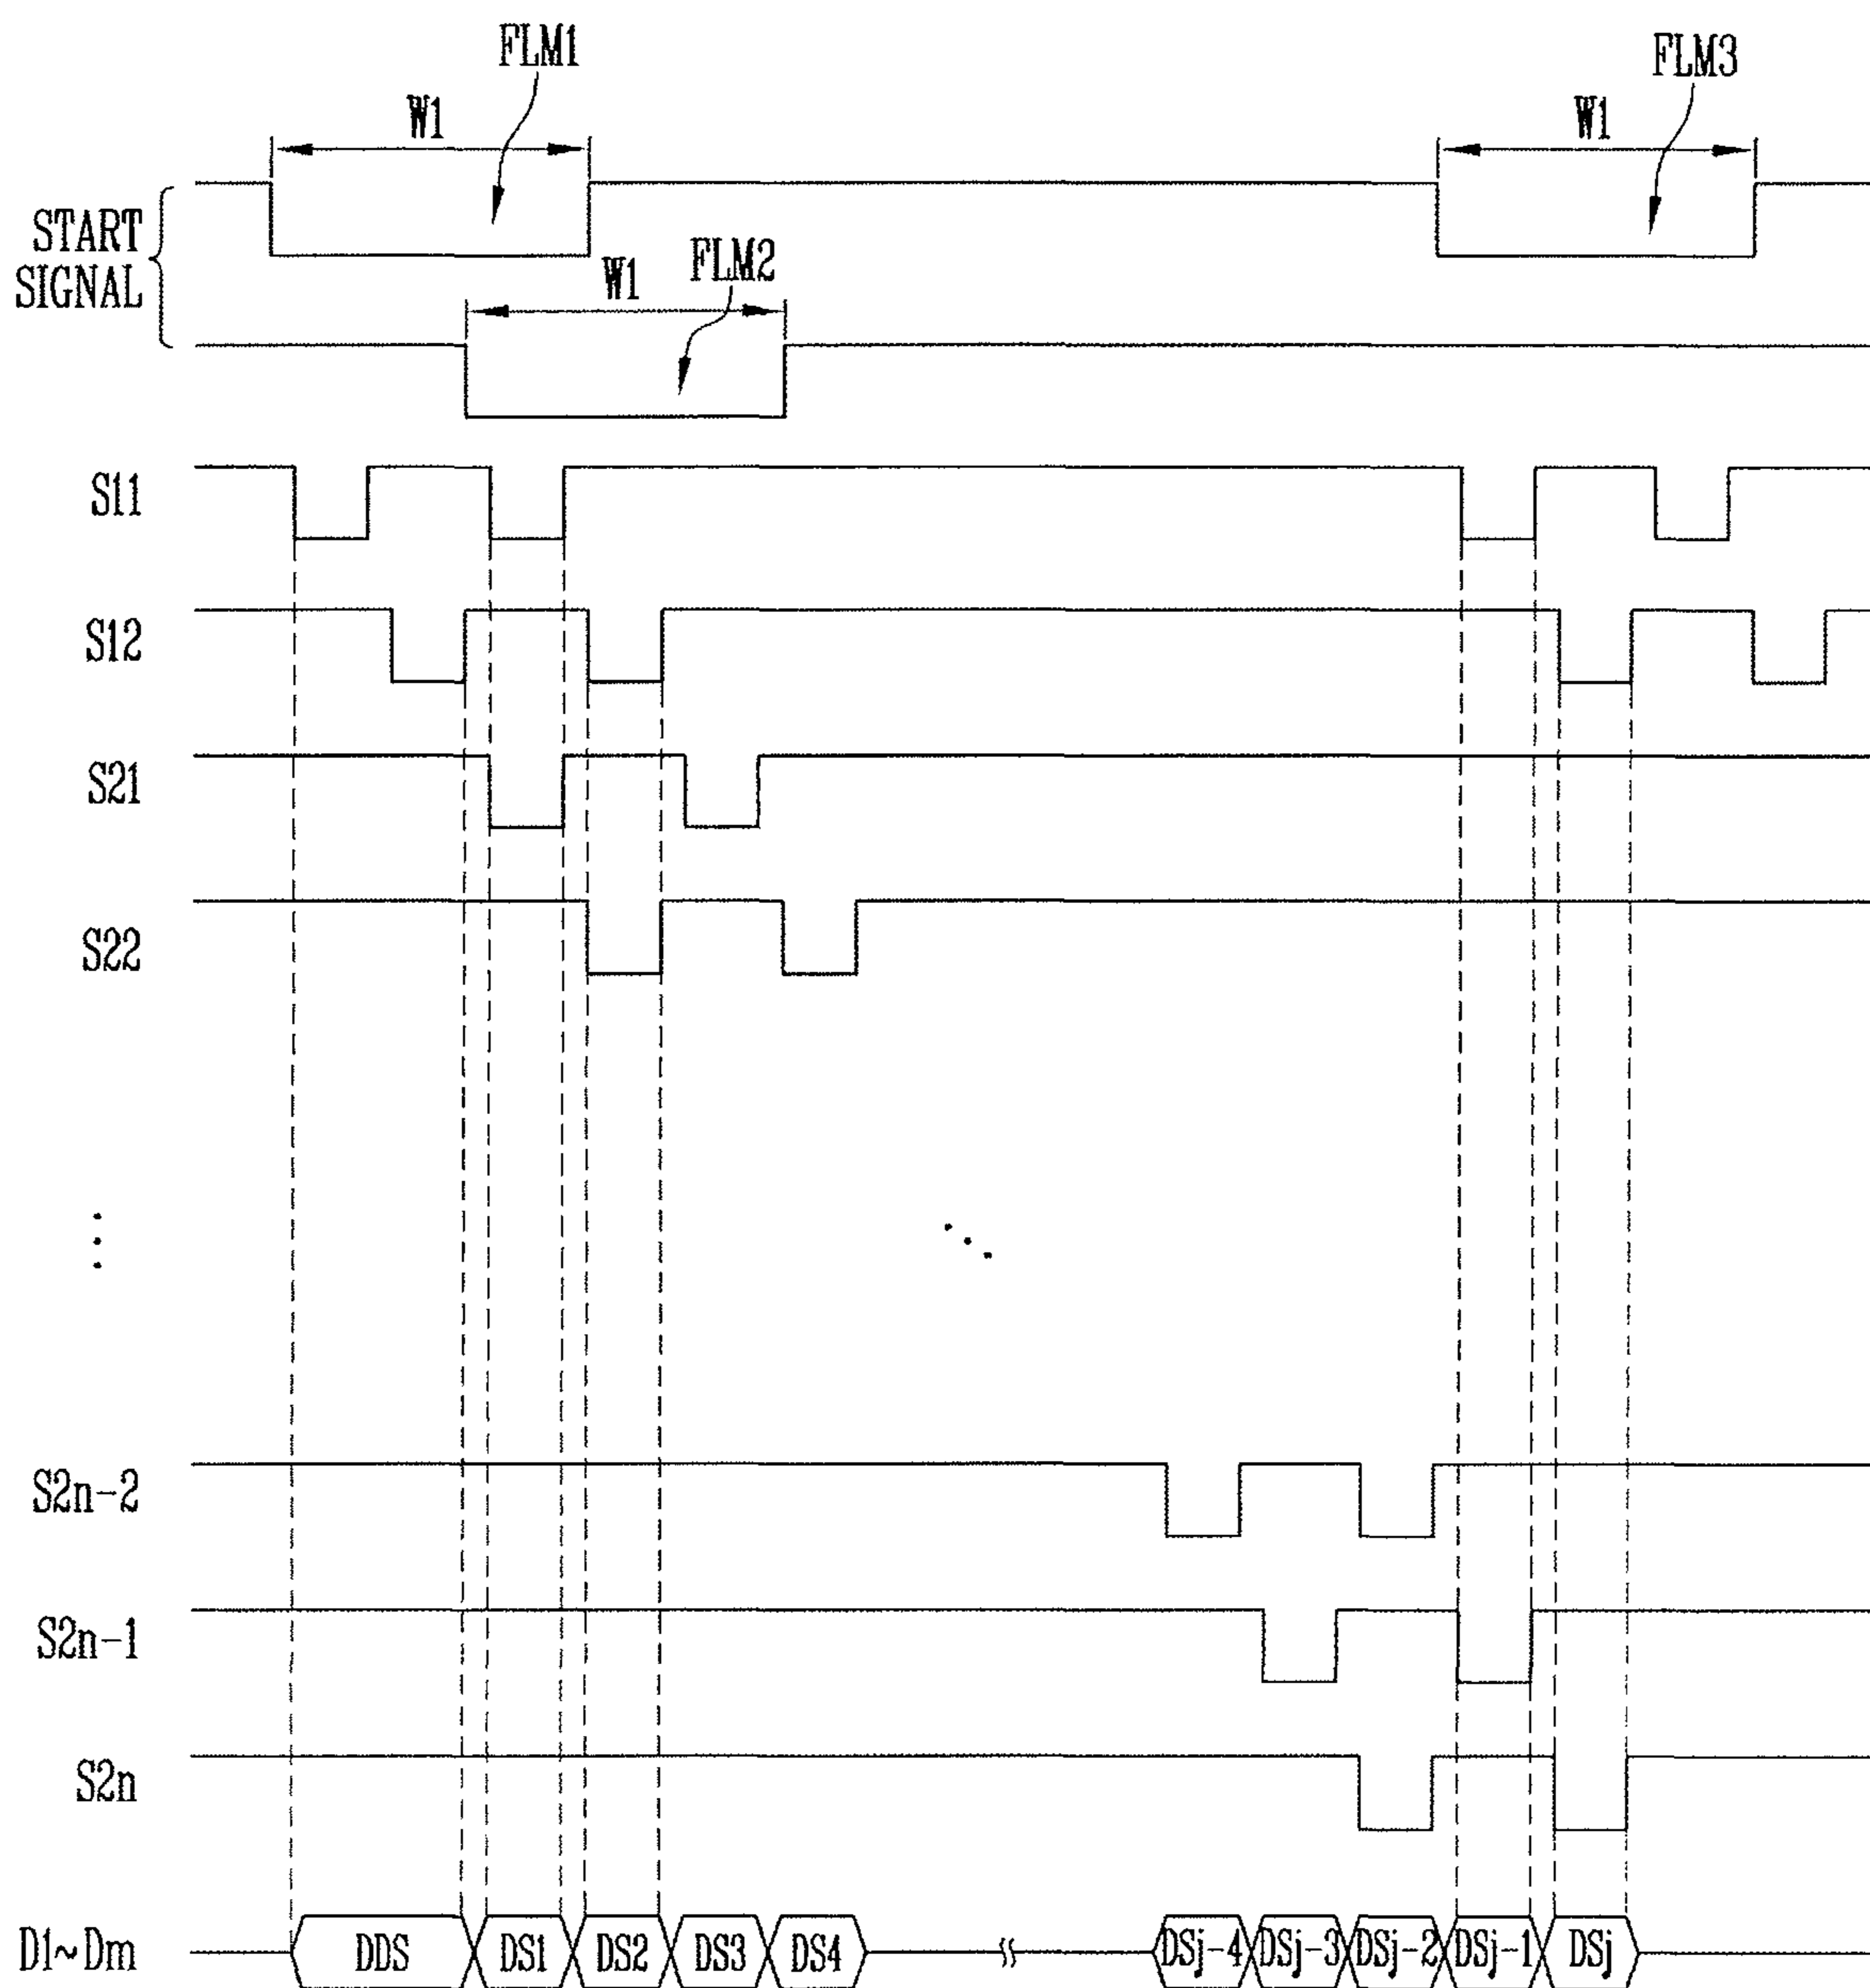 FLM1
FLM3
W1
W1
START
SIGNAL
W1
FLM2
S11
S12
S21
S22
S2n-2
S2n-1
S2n
D1~Dm
DDS
DS1
DS2
DS3
DS4
DSj-4
DSj-3
DSj-2
DSj-1
DSj